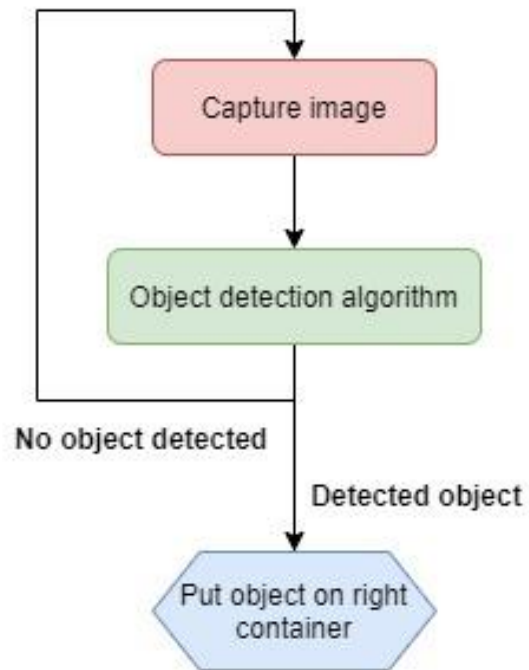 Capture image
Object detection algorithm
No object detected
Detected object
Put object on right
container